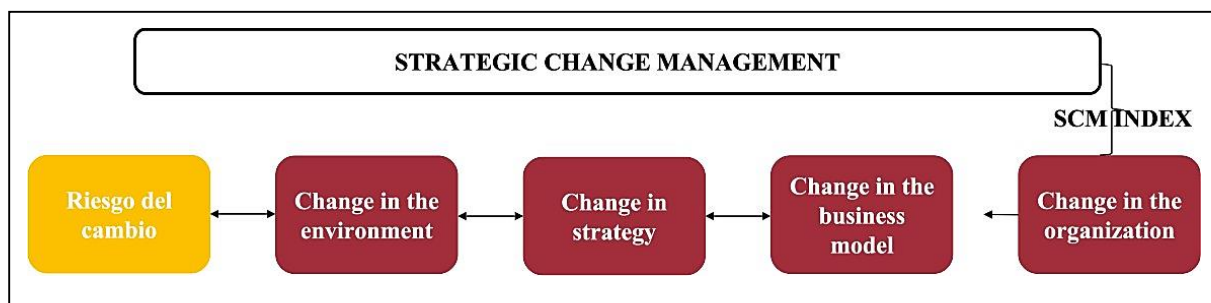 STRATEGIC CHANGE MANAGEMENT
SCM INDEX
Riesgo del
cambio
Change in the
environment
Change in
strategy
Change in the
business
model
Change in the
organization